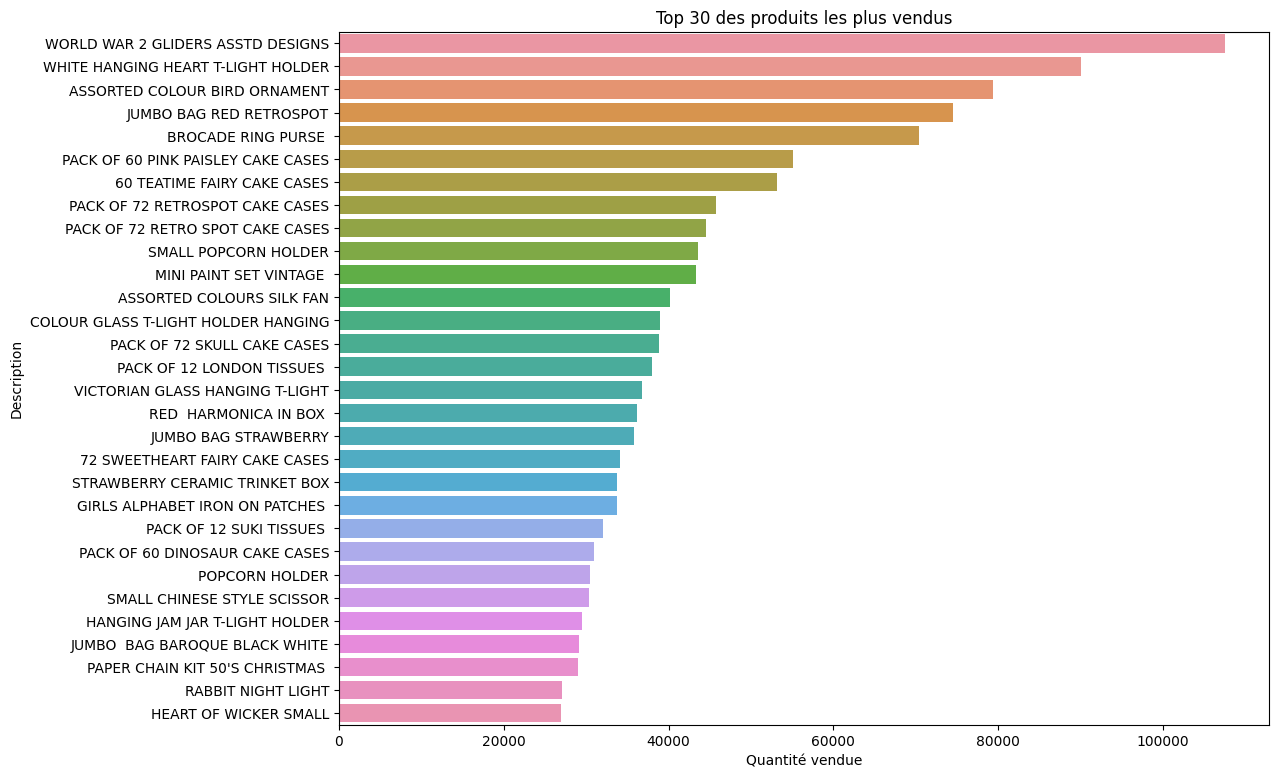 Top 30 des produits les plus vendus
WORLD WAR 2 GLIDERS ASSTD DESIGNS
WHITE HANGING HEART T-LIGHT HOLDER
ASSORTED COLOUR BIRD ORNAMENT
JUMBO BAG RED RETROSPOT
BROCADE RING PURSE
PACK OF 60 PINK PAISLEY CAKE CASES
60 TEATIME FAIRY CAKE CASES
PACK OF 72 RETROSPOT CAKE CASES
PACK OF 72 RETRO SPOT CAKE CASES
SMALL POPCORN HOLDER
MINI PAINT SET VINTAGE
ASSORTED COLOURS SILK FAN
COLOUR GLASS T-LIGHT HOLDER HANGING
PACK OF 72 SKULL CAKE CASES
PACK OF 12 LONDON TISSUES
VICTORIAN GLASS HANGING T-LIGHT
RED  HARMONICA IN BOX
JUMBO BAG STRAWBERRY
72 SWEETHEART FAIRY CAKE CASES
STRAWBERRY CERAMIC TRINKET BOX
GIRLS ALPHABET IRON ON PATCHES
PACK OF 12 SUKI TISSUES
PACK OF 60 DINOSAUR CAKE CASES
POPCORN HOLDER
SMALL CHINESE STYLE SCISSOR
HANGING JAM JAR T-LIGHT HOLDER
JUMBO  BAG BAROQUE BLACK WHITE
PAPER CHAIN KIT 50'S CHRISTMAS
RABBIT NIGHT LIGHT
HEART OF WICKER SMALL
Description
0 20000 40000 60000 80000 100000
Quantité vendue